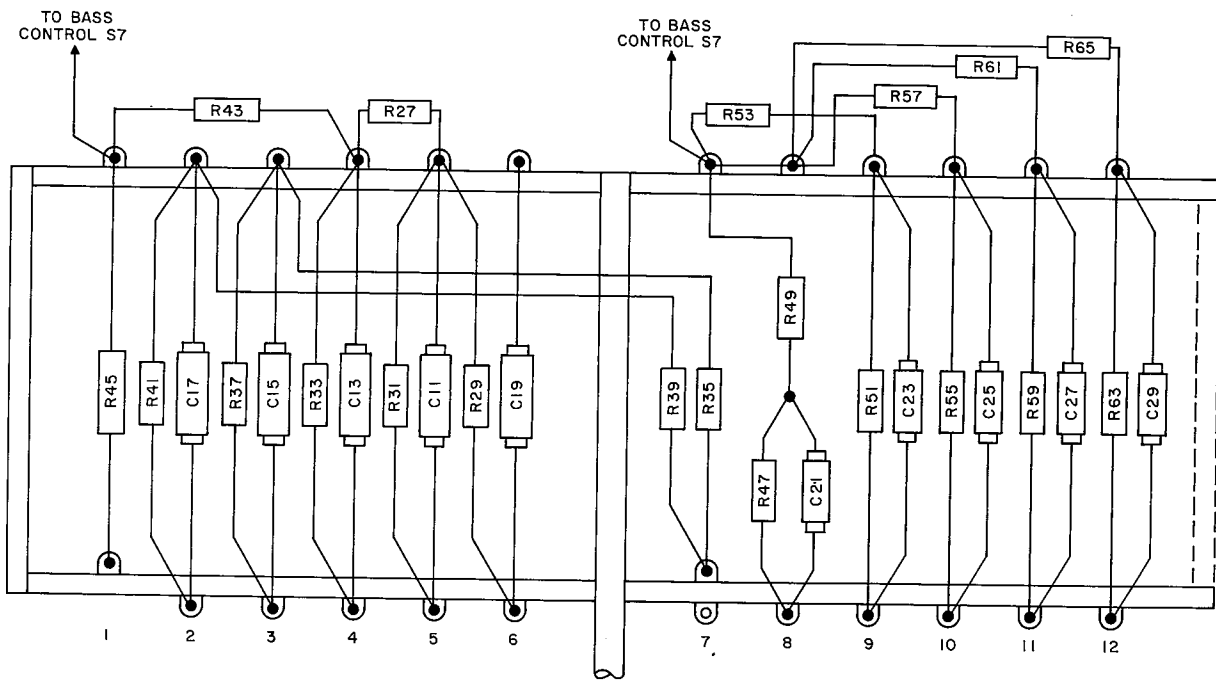 TO BASS
CONTROL S7
TO BASS
CONTROL S7
R65
R61
R57
R53
R43
R27
R49
R45
R41
C17
R37
C15
R33
C13
R31
C11
R29
C19
R39
R35
R47
C21
R51
C23
R55
C25
R59
C27
R63
C29
1
2
3
4
5
6
7
8
9
10
11
12